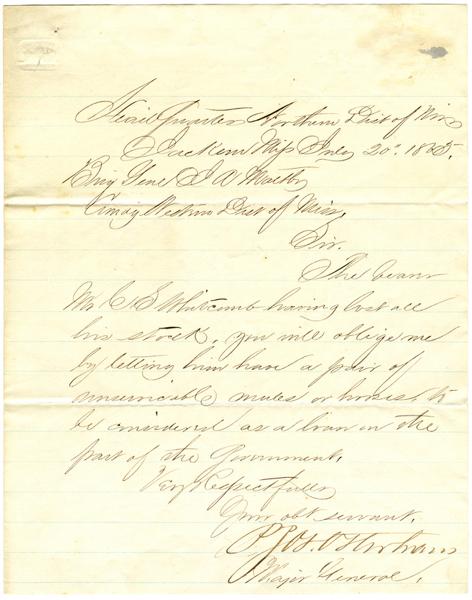 Head Quarters Northern Dist of Miss
Jackson Miss July 20th 1865.
Brig Genl J A Maltby
Comdg Western Dist of Miss,
Sir.
The bearer
Mr C E Whitcomb having lost all
his stock, you will oblige me
by letting him have a pair of
unservicable mules or horses, to
be considered as a loan on the
part of the Government.
Very Respectfully
Your obt servant,
P. Jos. Osterhaus
Major General.